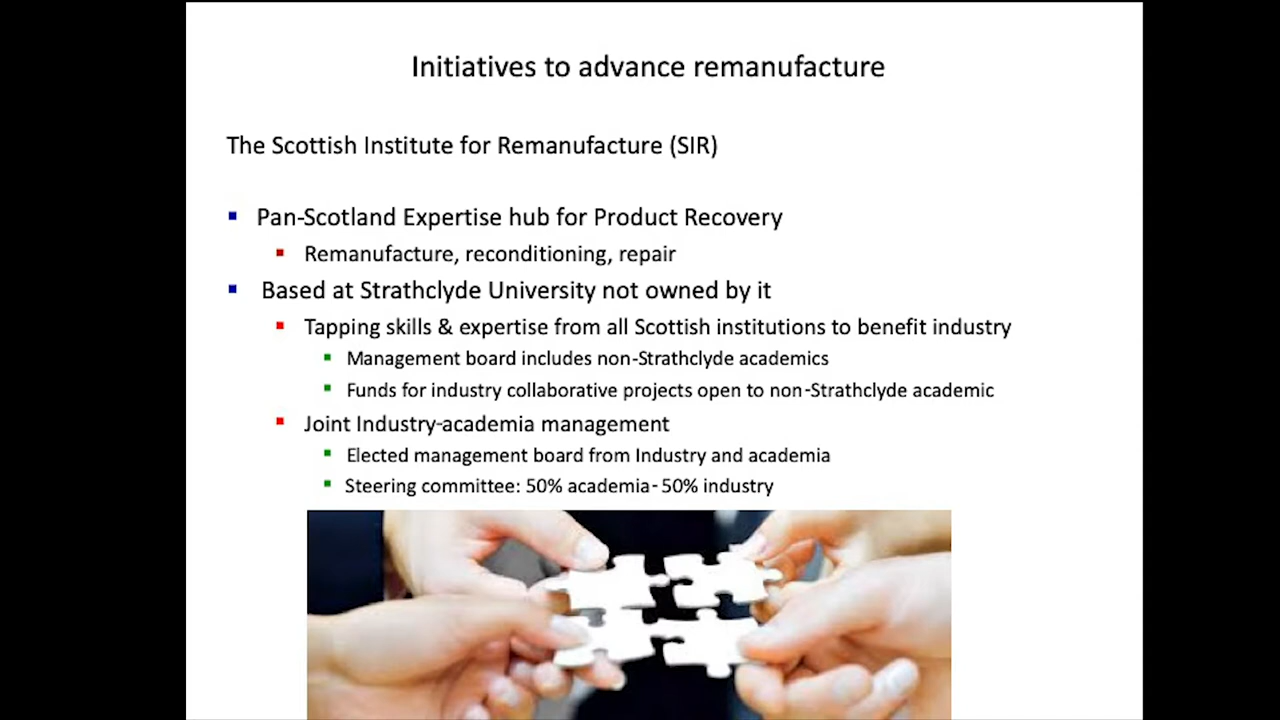 Initiatives to advance remanufacture
The Scottish Institute for Remanufacture (SIR)
Pan-Scotland Expertise hub for Product Recovery
Remanufacture, reconditioning, repair
Based at Strathclyde University not owned by it
Tapping skills & expertise from all Scottish institutions to benefit industry
Management board includes non-Strathclyde academics
Funds for industry collaborative projects open to non-Strathclyde academic
Joint Industry-academia management
Elected management board from Industry and academia
Steering committee: 50% academia- 50% industry